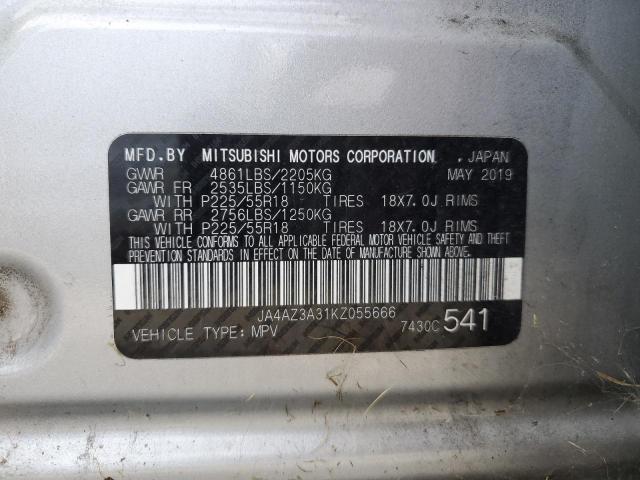 MFD.BY MITSUBISHI MOTORS CORPORATION . JAPAN
GVWR 4861LBS/2205KG MAY 2019
GAWR FR 2535LBS/1150KG
WITH P225/55R18 TIRES 18X7.0J RIMS
GAWR RR 2756LBS/1250KG
WITH P225/55R18 TIRES 18X7.0J RIMS
THIS VEHICLE CONFORMS TO ALL APPLICABLE FEDERAL MOTOR VEHICLE SAFETY AND THEFT
PREVENTION STANDARDS IN EFFECT ON THE DATE OF MANUFACTURE SHOWN ABOVE.
JA4AZ3A31KZ055666
VEHICLE TYPE: MPV 7430C 541